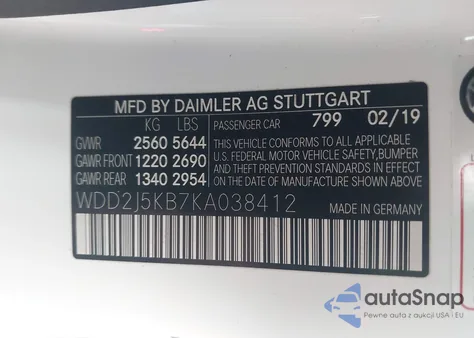 MFD BY DAIMLER AG STUTTGART
KG LBS
PASSENGER CAR 799 02/19
GVWR 2560 5644
GAWR FRONT 1220 2690
GAWR REAR 1340 2954
THIS VEHICLE CONFORMS TO ALL APPLICABLE
U.S. FEDERAL MOTOR VEHICLE SAFETY,BUMPER
AND THEFT PREVENTION STANDARDS IN EFFECT
ON THE DATE OF MANUFACTURE SHOWN ABOVE.
WDD2J5KB7KA038412 MADE IN GERMANY
autoSnap
Pewne auta z aukcji USA i EU